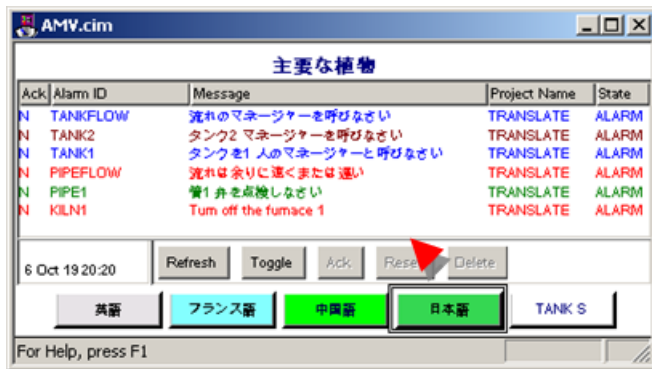 AMV.cim
主要な植物
Ack Alarm ID Message Project Name State
N TANKFLOW 流れのマネージャーを呼びなさい TRANSLATE ALARM
N TANK2 タンク2 マネージャーを呼びなさい TRANSLATE ALARM
N TANK1 タンクを1 人のマネージャーと呼びなさい TRANSLATE ALARM
N PIPEFLOW 流れは余りに速くまたは遅い TRANSLATE ALARM
N PIPE1 管1 弁を点検しなさい TRANSLATE ALARM
N KILN1 Turn off the furnace 1 TRANSLATE ALARM
6 Oct 19 20:20 Refresh Toggle Ack Rese Delete
英語 フランス語 中国語 日本語 TANK S
For Help, press F1